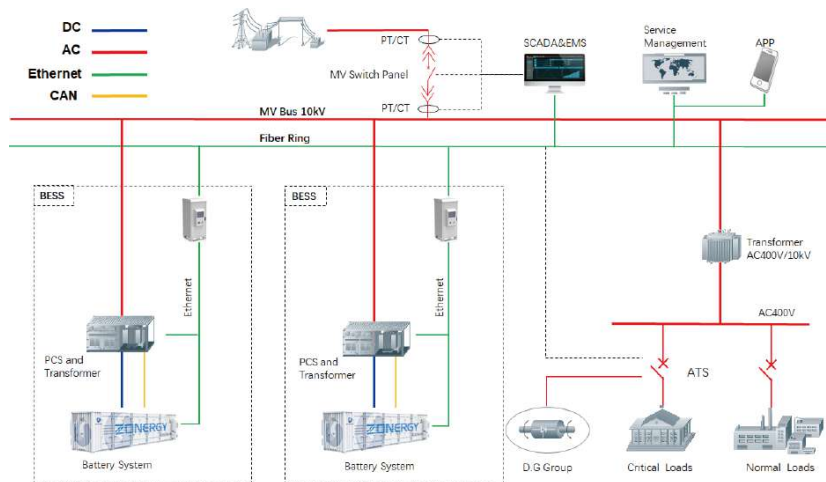 DC
AC
Ethernet
CAN
PT/CT
MV Switch Panel
PT/CT
SCADA&EMS
Service
Management
APP
MV Bus 10kV
Fiber Ring
BESS
Ethernet
PCS and
Transformer
ZONERGY
Battery System
BESS
Ethernet
PCS and
Transformer
ZONERGY
Battery System
Transformer
AC400V/10kV
AC400V
ATS
D.G Group
Critical Loads
Normal Loads